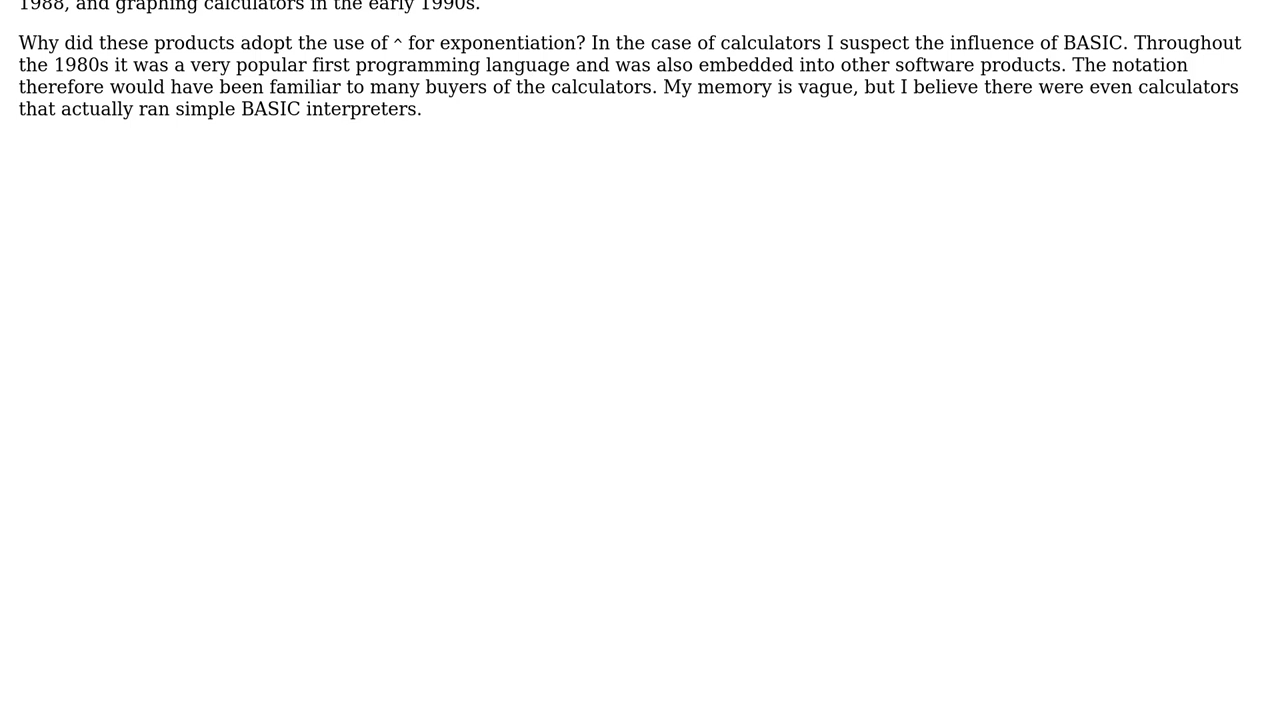 1988, and graphing calculators in the early 1990s.
Why did these products adopt the use of ^ for exponentiation? In the case of calculators I suspect the influence of BASIC. Throughout
the 1980s it was a very popular first programming language and was also embedded into other software products. The notation
therefore would have been familiar to many buyers of the calculators. My memory is vague, but I believe there were even calculators
that actually ran simple BASIC interpreters.